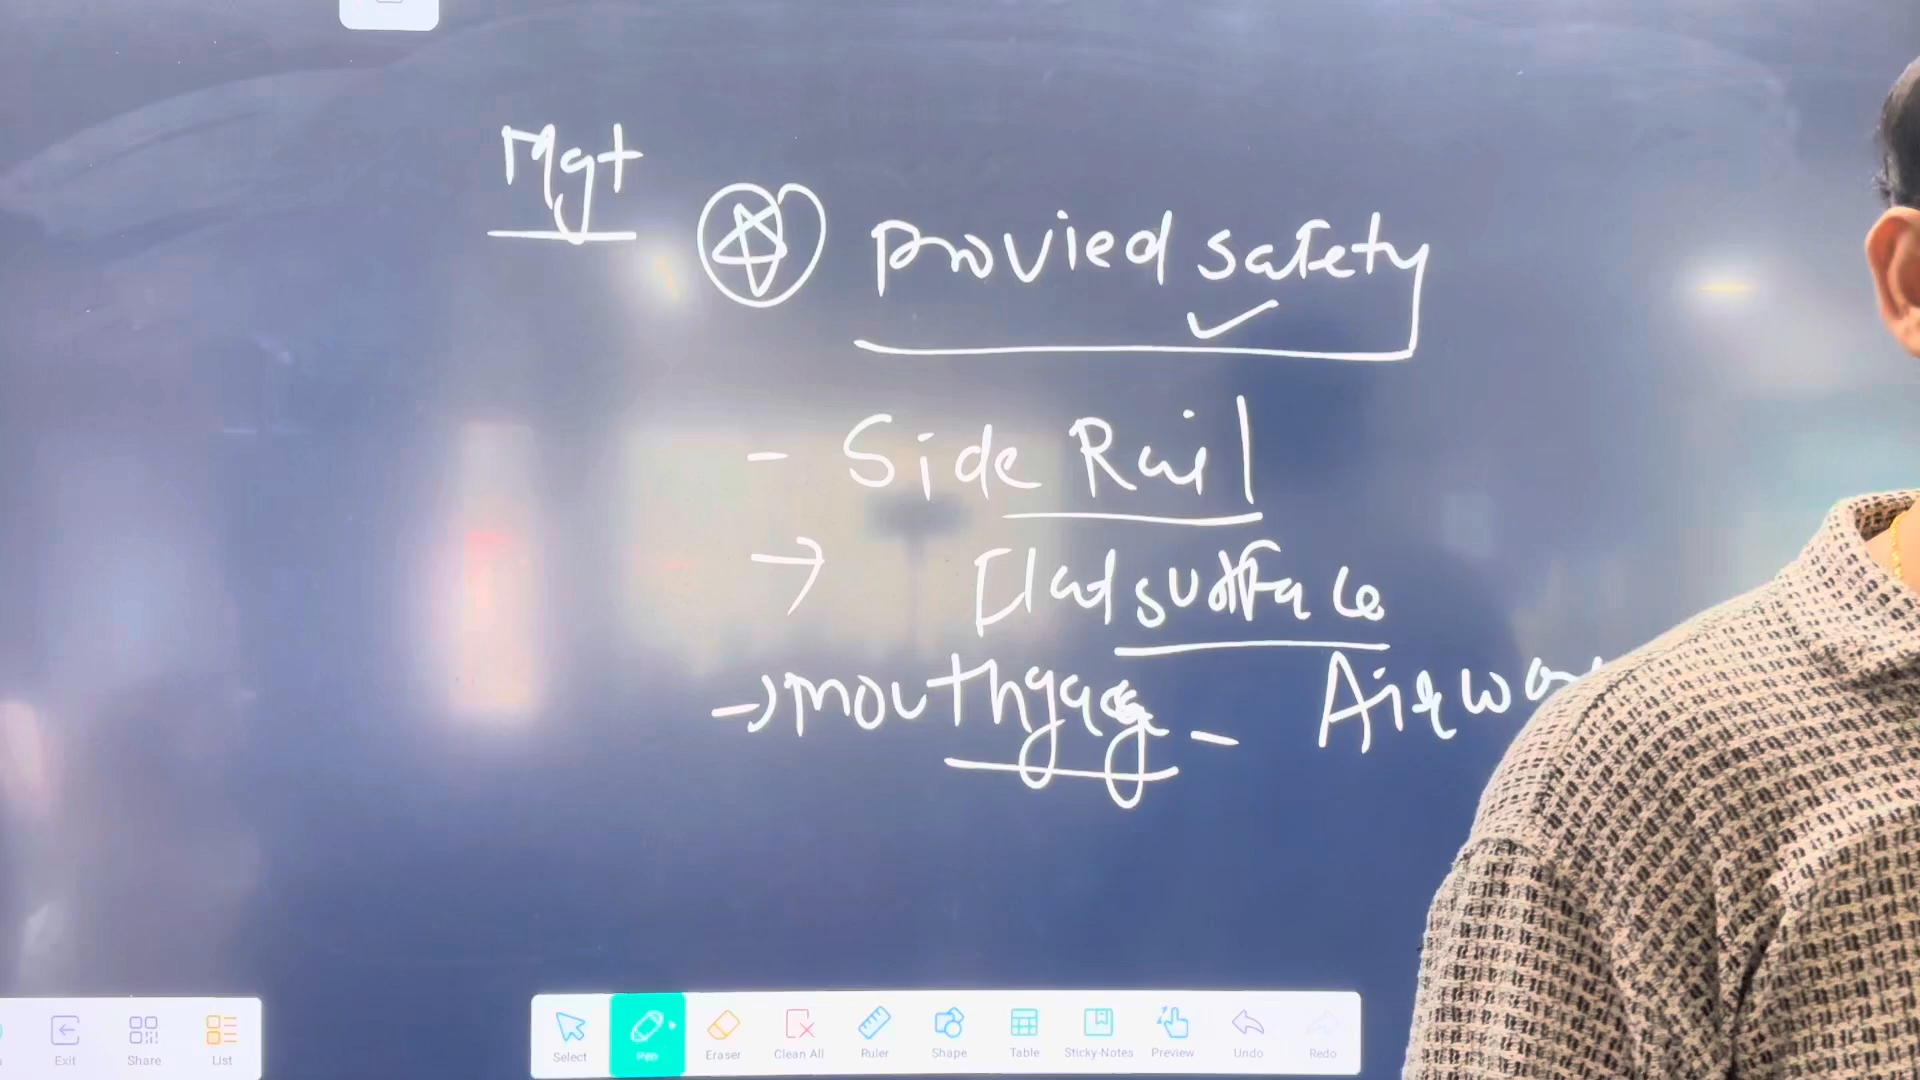 Mgt
provied safety
- Side Rail
→ Flat surface
→ mouthgag - Airway
Exit
Share
List
Select
Pen
Eraser
Clean All
Ruler
Shape
Table
Sticky-Notes
Preview
Undo
Redo